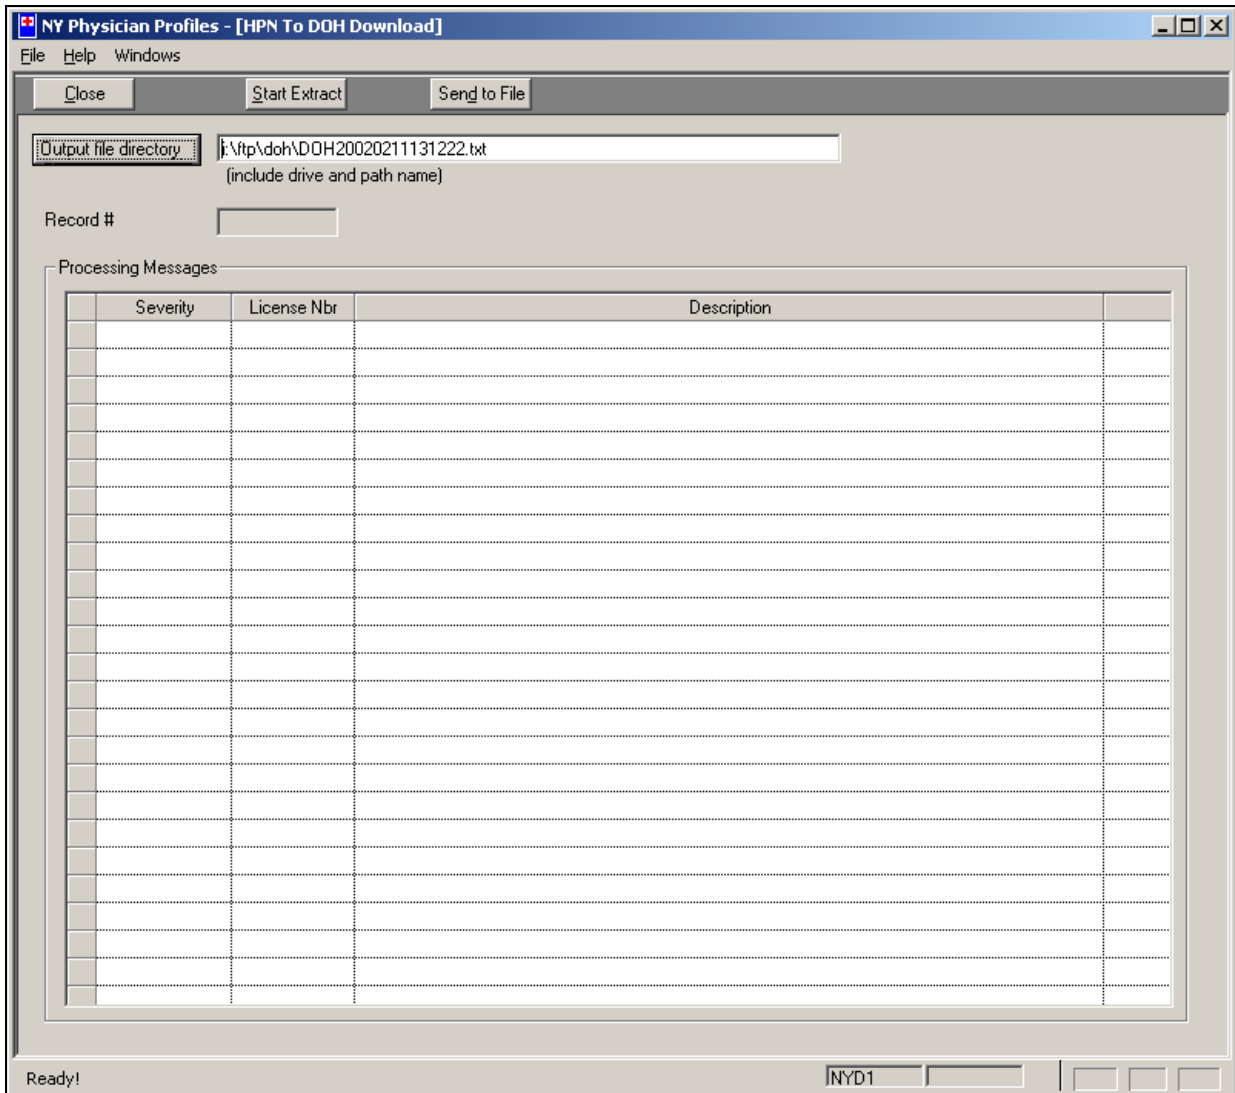 NY Physician Profiles - [HPN To DOH Download]
File Help Windows
Close Start Extract Send to File
Output file directory :\ftp\doh\DOH20020211131222.txt
(include drive and path name)
Record #
Processing Messages
Severity License Nbr Description
Ready! NYD1